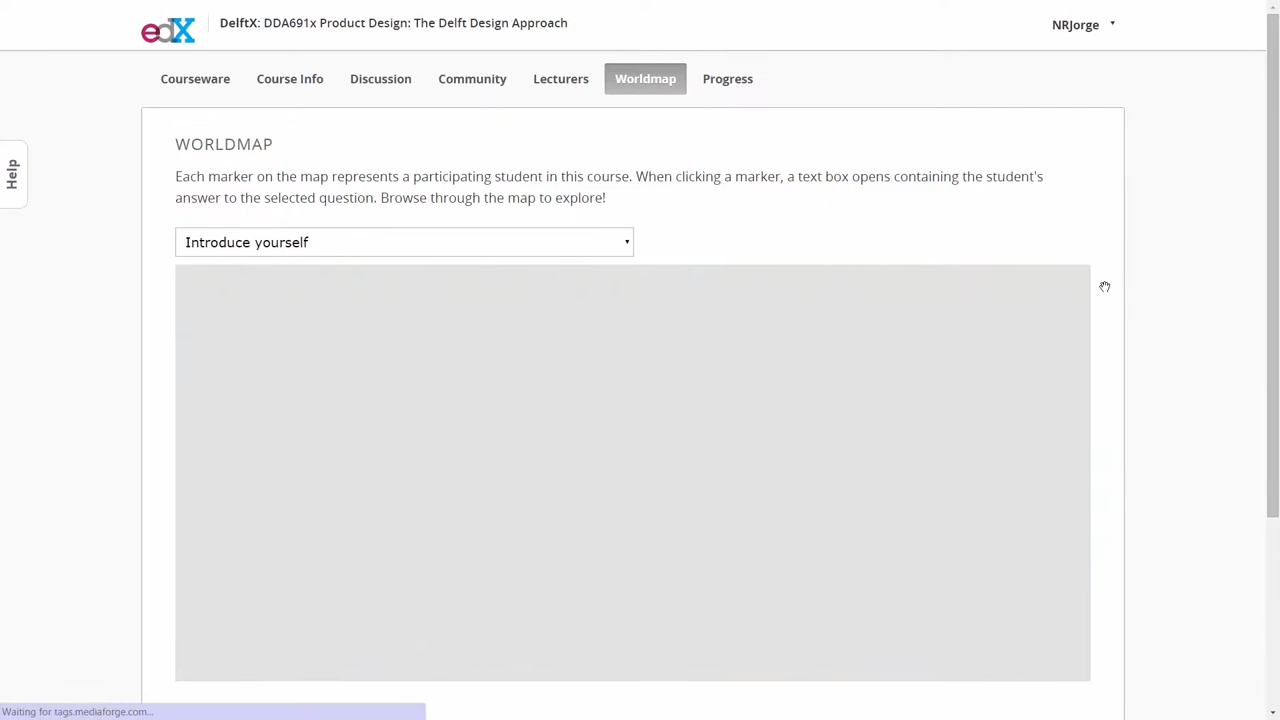 edX
DelftX: DDA691x Product Design: The Delft Design Approach
NRJorge
Courseware
Course Info
Discussion
Community
Lecturers
Worldmap
Progress
Help
WORLDMAP
Each marker on the map represents a participating student in this course. When clicking a marker, a text box opens containing the student's
answer to the selected question. Browse through the map to explore!
Introduce yourself
Waiting for tags.mediaforge.com...